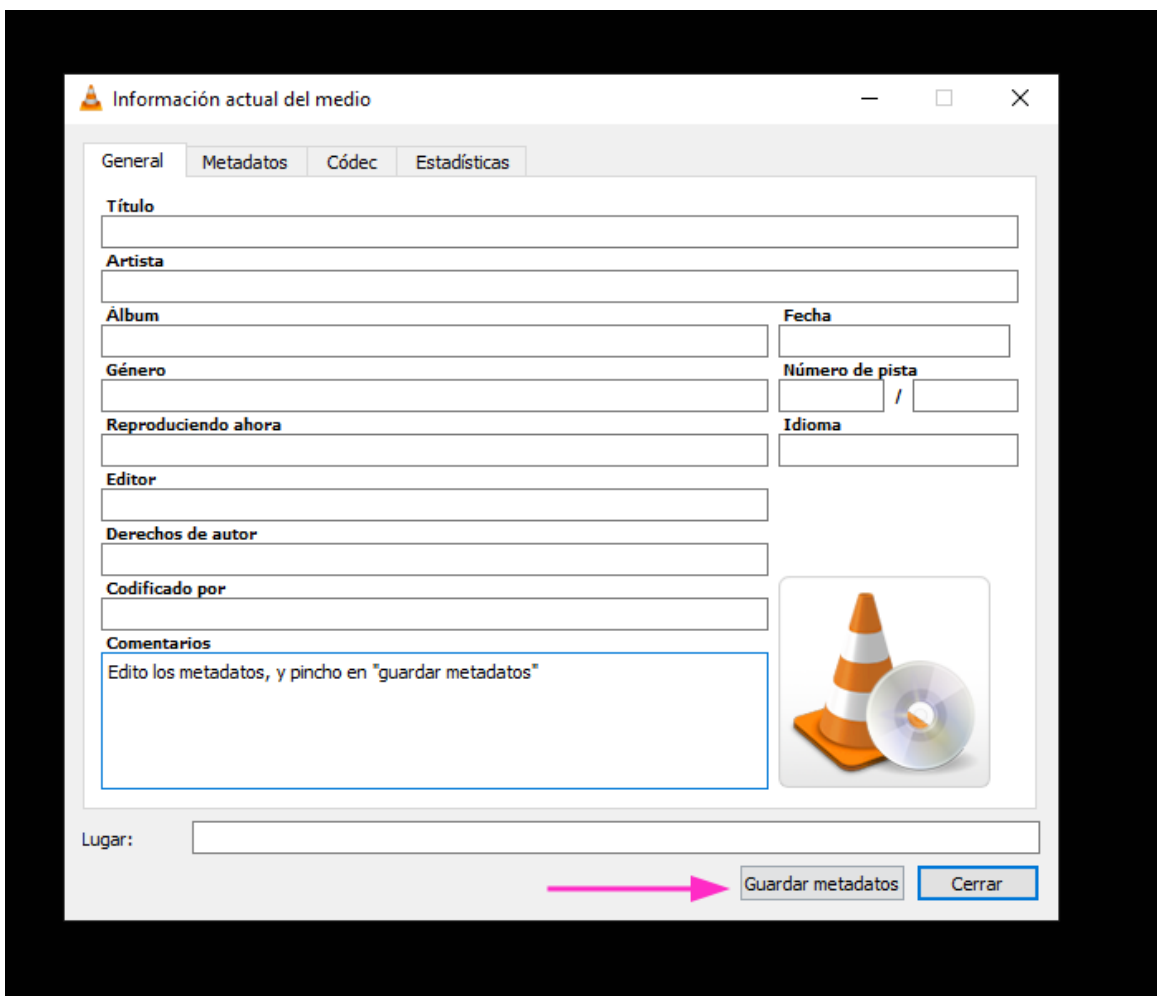 Información actual del medio
General Metadatos Códec Estadísticas
Título
Artista
Álbum Fecha
Género Número de pista
/
Reproduciendo ahora Idioma
Editor
Derechos de autor
Codificado por
Comentarios
Edito los metadatos, y pincho en "guardar metadatos"
Lugar:
Guardar metadatos Cerrar